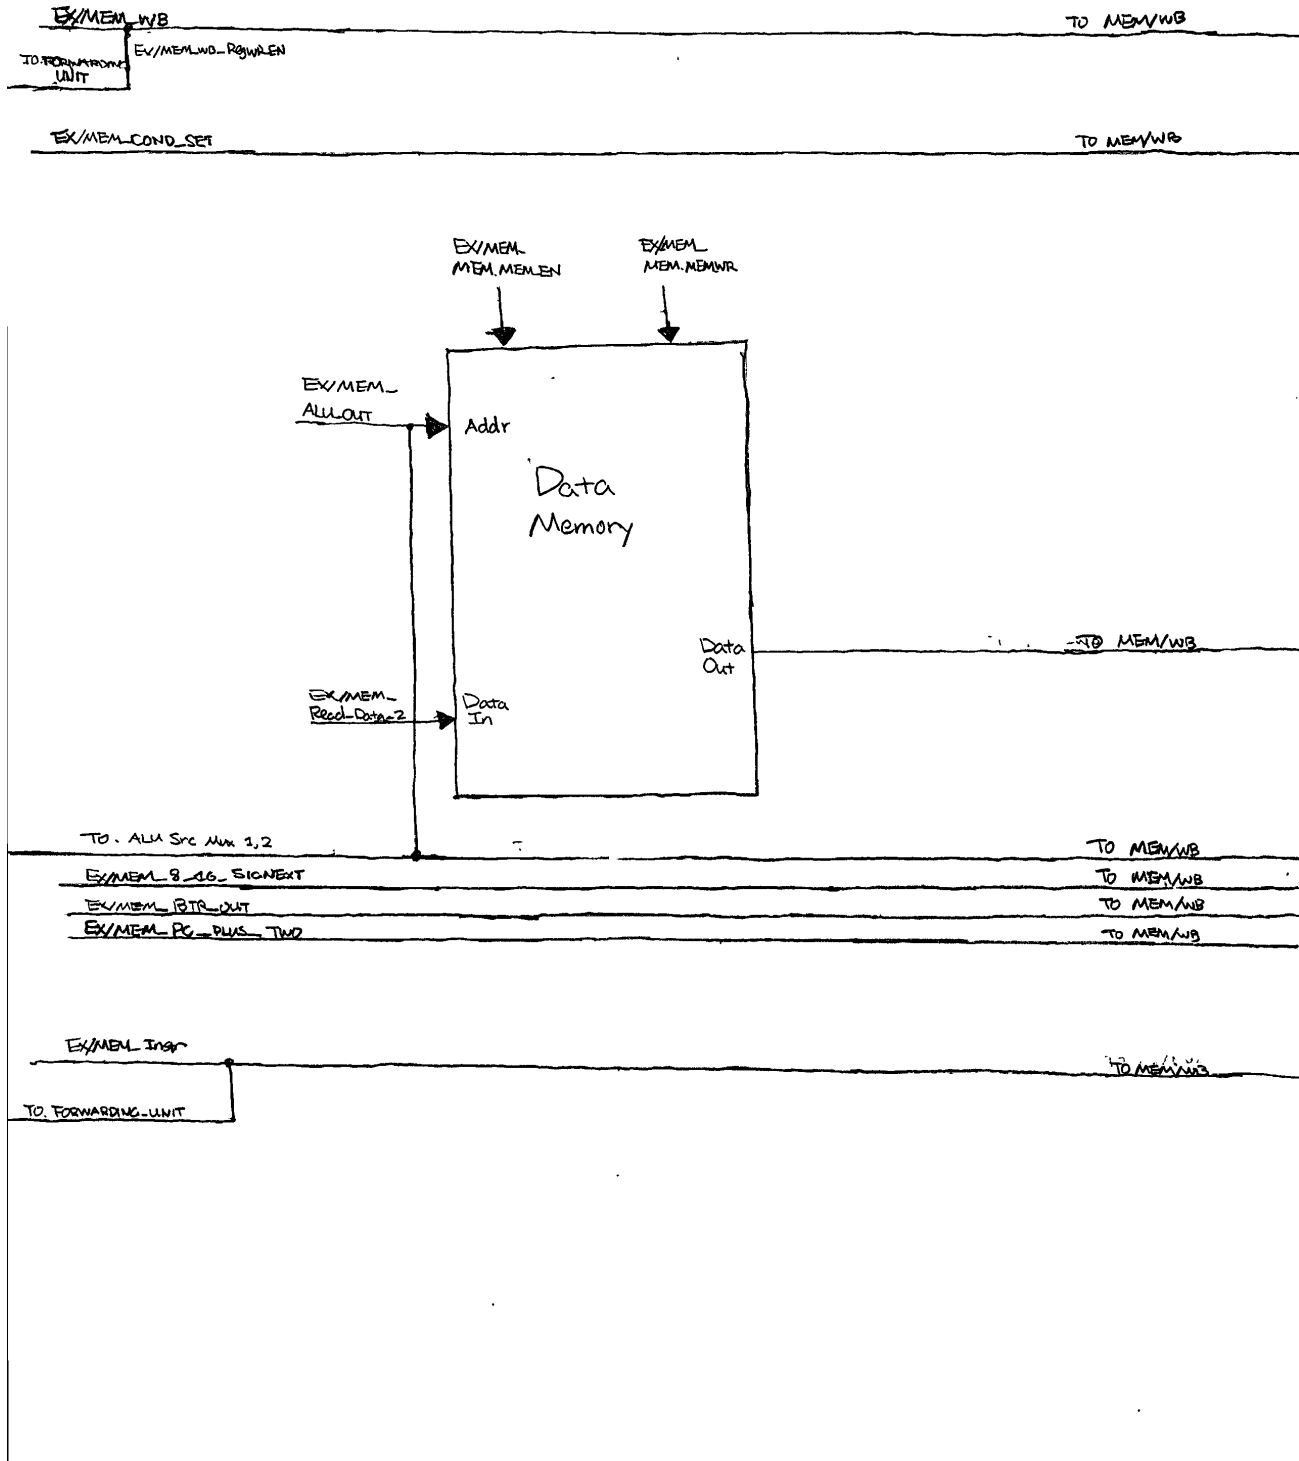 EX/MEM_WB
TO MEM/WB
EX/MEM_WB_RegWR_EN
TO FORWARDING
UNIT
EX/MEM_COND_SET
TO MEM/WB
EX/MEM_
MEM.MEM_EN
EX/MEM_
MEM.MEMWR
EX/MEM_
ALU_OUT
Addr
Data
Memory
Data
Out
TO MEM/WB
EX/MEM_
Read_Data_2
Data
In
TO. ALU Src Mux 1,2
TO MEM/WB
EX/MEM_8_16_SIGNEXT
TO MEM/WB
EX/MEM_BTR_OUT
TO MEM/WB
EX/MEM_PC_PLUS_TWO
TO MEM/WB
EX/MEM_Instr
TO MEM/WB
TO. FORWARDING_UNIT